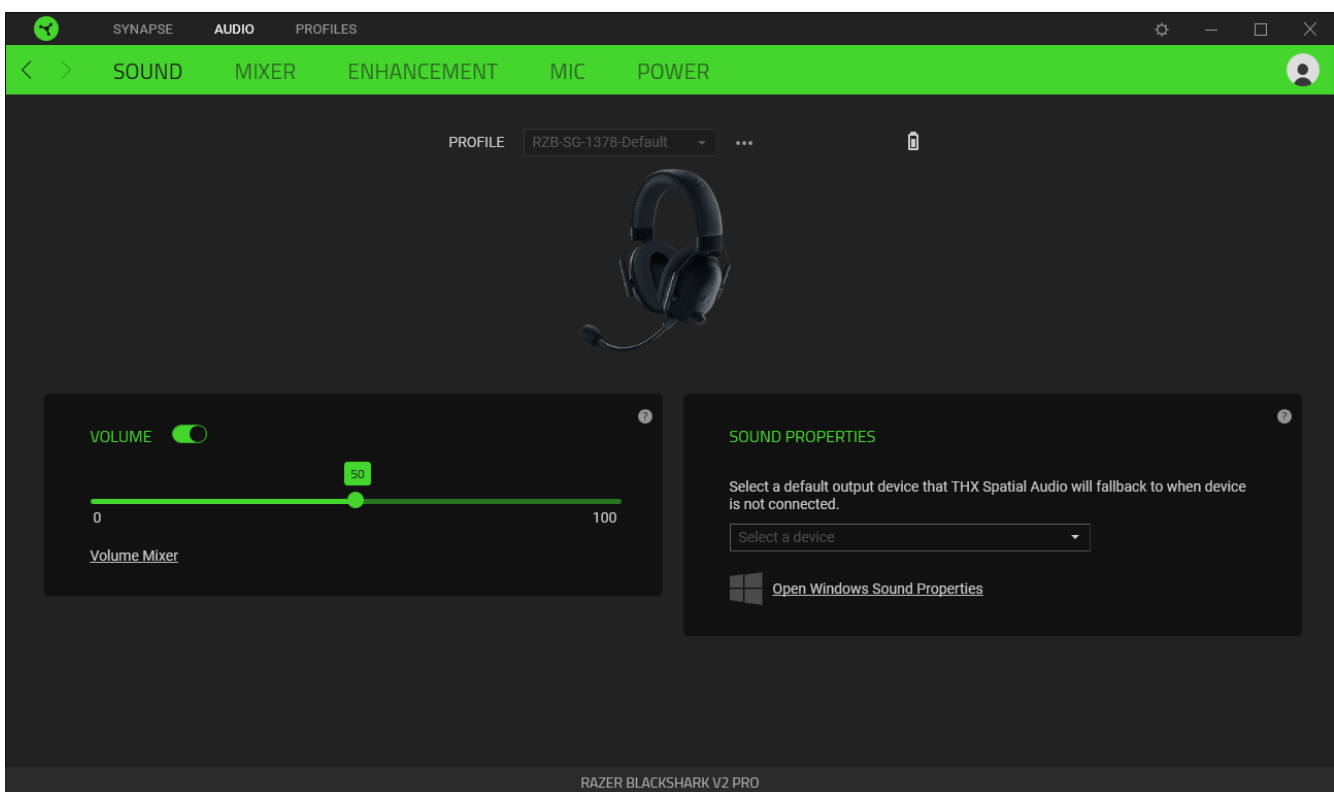 SYNAPSE AUDIO PROFILES
SOUND MIXER ENHANCEMENT MIC POWER
PROFILE RZB-SG-1378-Default
VOLUME
50
0 100
Volume Mixer
?
SOUND PROPERTIES
Select a default output device that THX Spatial Audio will fallback to when device
is not connected.
Select a device
Open Windows Sound Properties
?
RAZER BLACKSHARK V2 PRO